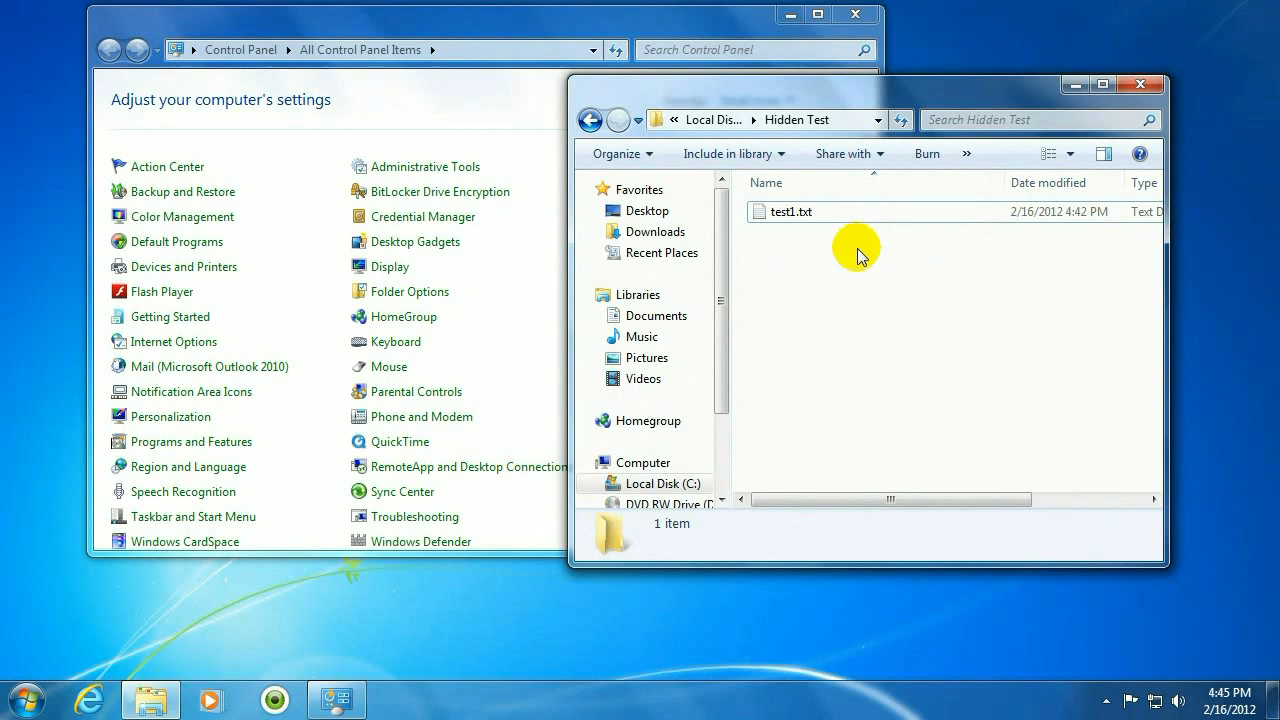 Control Panel
All Control Panel Items
Search Control Panel
Adjust your computer's settings
Action Center
Administrative Tools
Backup and Restore
BitLocker Drive Encryption
Color Management
Credential Manager
Default Programs
Desktop Gadgets
Devices and Printers
Display
Flash Player
Folder Options
Getting Started
HomeGroup
Internet Options
Keyboard
Mail (Microsoft Outlook 2010)
Mouse
Notification Area Icons
Parental Controls
Personalization
Phone and Modem
Programs and Features
QuickTime
Region and Language
RemoteApp and Desktop Connection
Speech Recognition
Sync Center
Taskbar and Start Menu
Troubleshooting
Windows CardSpace
Windows Defender
« Local Dis...
Hidden Test
Search Hidden Test
Organize
Include in library
Share with
Burn
»
Favorites
Desktop
Downloads
Recent Places
Libraries
Documents
Music
Pictures
Videos
Homegroup
Computer
Local Disk (C:)
DVD RW Drive (D
Name
Date modified
Type
test1.txt
2/16/2012 4:42 PM
Text D
1 item
4:45 PM
2/16/2012